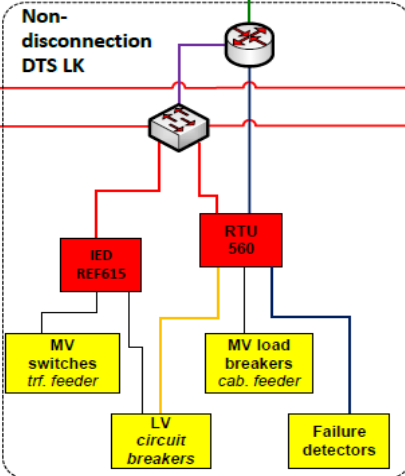 Non-
disconnection
DTS LK
RTU
560
IED
REF615
MV
switches
trf. feeder
MV load
breakers
cab. feeder
LV
circuit
breakers
Failure
detectors